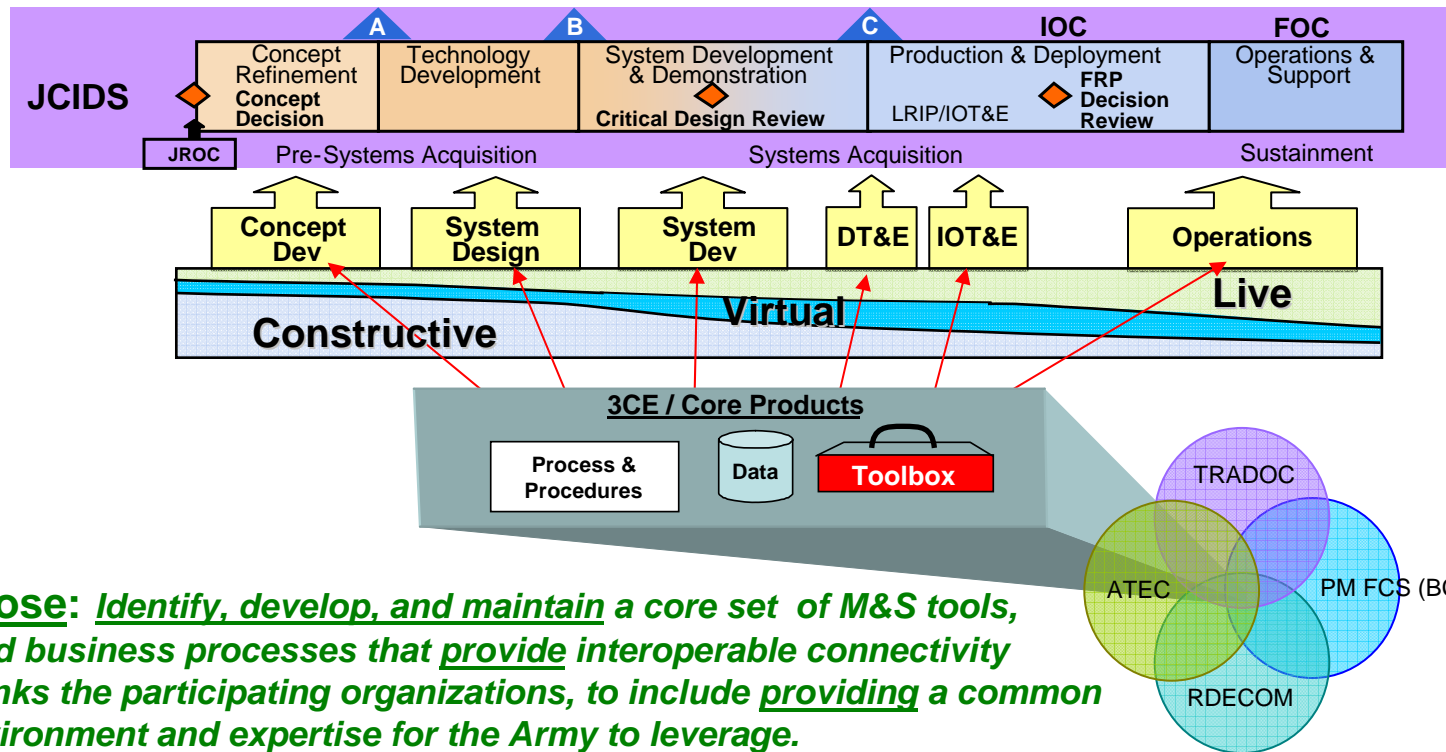 A
B
C
IOC
FOC
JCIDS
Concept
Refinement
Concept
Decision
Technology
Development
System Development
& Demonstration
Critical Design Review
Production & Deployment
LRIP/IOT&E
FRP
Decision
Review
Operations &
Support
JROC
Pre-Systems Acquisition
Systems Acquisition
Sustainment
Concept
Dev
System
Design
System
Dev
DT&E
IOT&E
Operations
Constructive
Virtual
Live
3CE / Core Products
Process &
Procedures
Data
Toolbox
TRADOC
ATEC
PM FCS (BC
RDECOM
ose: Identify, develop, and maintain a core set of M&S tools,
d business processes that provide interoperable connectivity
nks the participating organizations, to include providing a common
vironment and expertise for the Army to leverage.